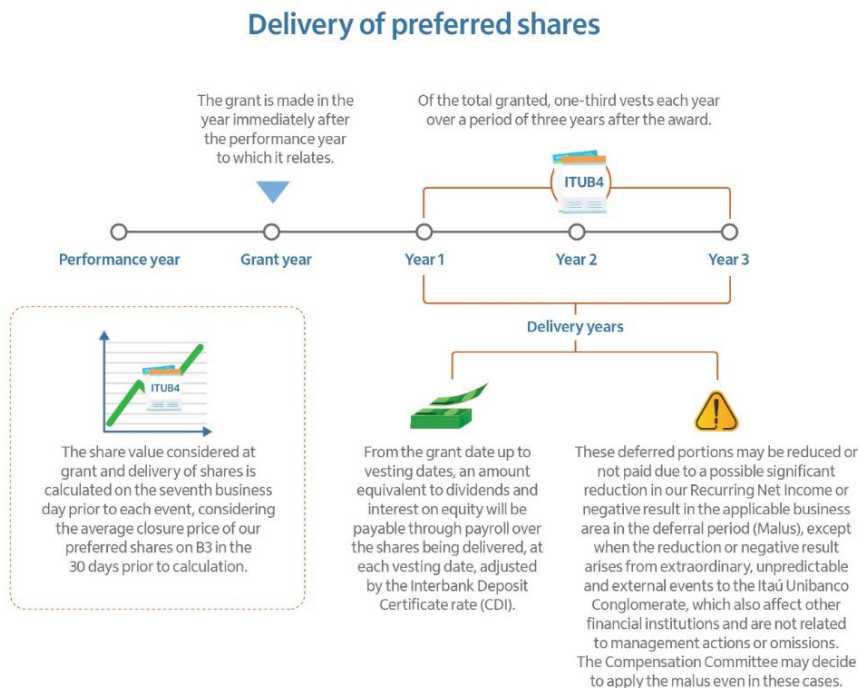 Delivery of preferred shares
The grant is made in the
year immediately after
the performance year
to which it relates.
Of the total granted, one-third vests each year
over a period of three years after the award.
ITUB4
Performance year
Grant year
Year 1
Year 2
Year 3
Delivery years
ITUB4
The share value considered at
grant and delivery of shares is
calculated on the seventh business
day prior to each event, considering
the average closure price of our
preferred shares on B3 in the
30 days prior to calculation.
From the grant date up to
vesting dates, an amount
equivalent to dividends and
interest on equity will be
payable through payroll over
the shares being delivered, at
each vesting date, adjusted
by the Interbank Deposit
Certificate rate (CDI).
These deferred portions may be reduced or
not paid due to a possible significant
reduction in our Recurring Net Income or
negative result in the applicable business
area in the deferral period (Malus), except
when the reduction or negative result
arises from extraordinary, unpredictable
and external events to the Itaú Unibanco
Conglomerate, which also affect other
financial institutions and are not related
to management actions or omissions.
The Compensation Committee may decide
to apply the malus even in these cases.